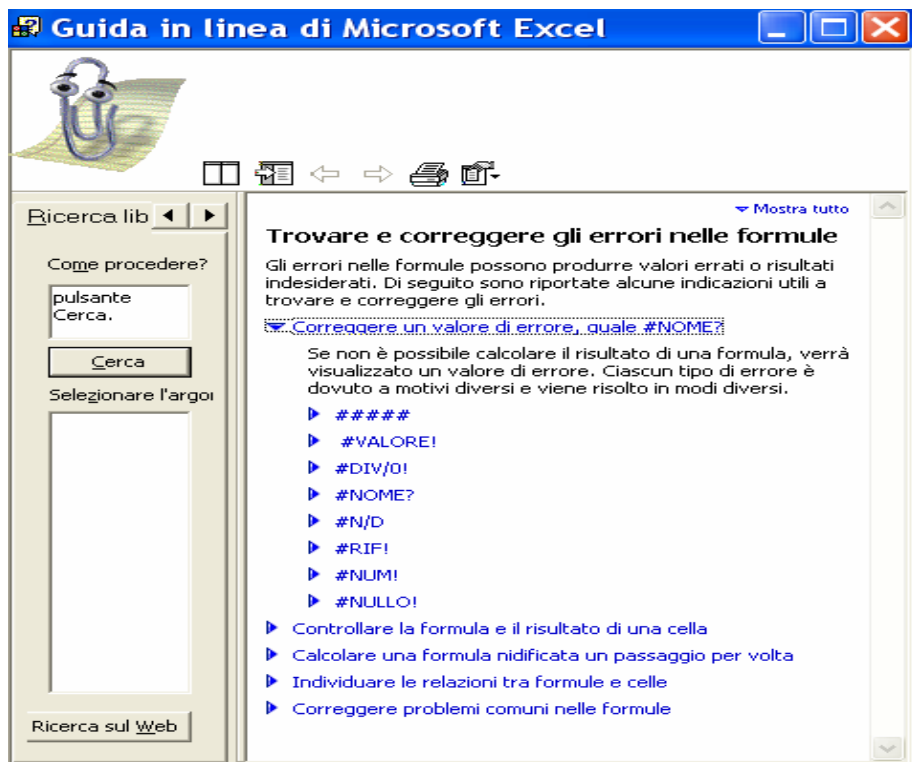 Guida in linea di Microsoft Excel
Ricerca lib
Come procedere?
pulsante
Cerca.
Cerca
Selezionare l'argoi
Ricerca sul Web
Mostra tutto
Trovare e correggere gli errori nelle formule
Gli errori nelle formule possono produrre valori errati o risultati
indesiderati. Di seguito sono riportate alcune indicazioni utili a
trovare e correggere gli errori.
Correggere un valore di errore, quale #NOME?
Se non è possibile calcolare il risultato di una formula, verrà
visualizzato un valore di errore. Ciascun tipo di errore è
dovuto a motivi diversi e viene risolto in modi diversi.
#####
#VALORE!
#DIV/0!
#NOME?
#N/D
#RIF!
#NUM!
#NULLO!
Controllare la formula e il risultato di una cella
Calcolare una formula nidificata un passaggio per volta
Individuare le relazioni tra formule e celle
Correggere problemi comuni nelle formule